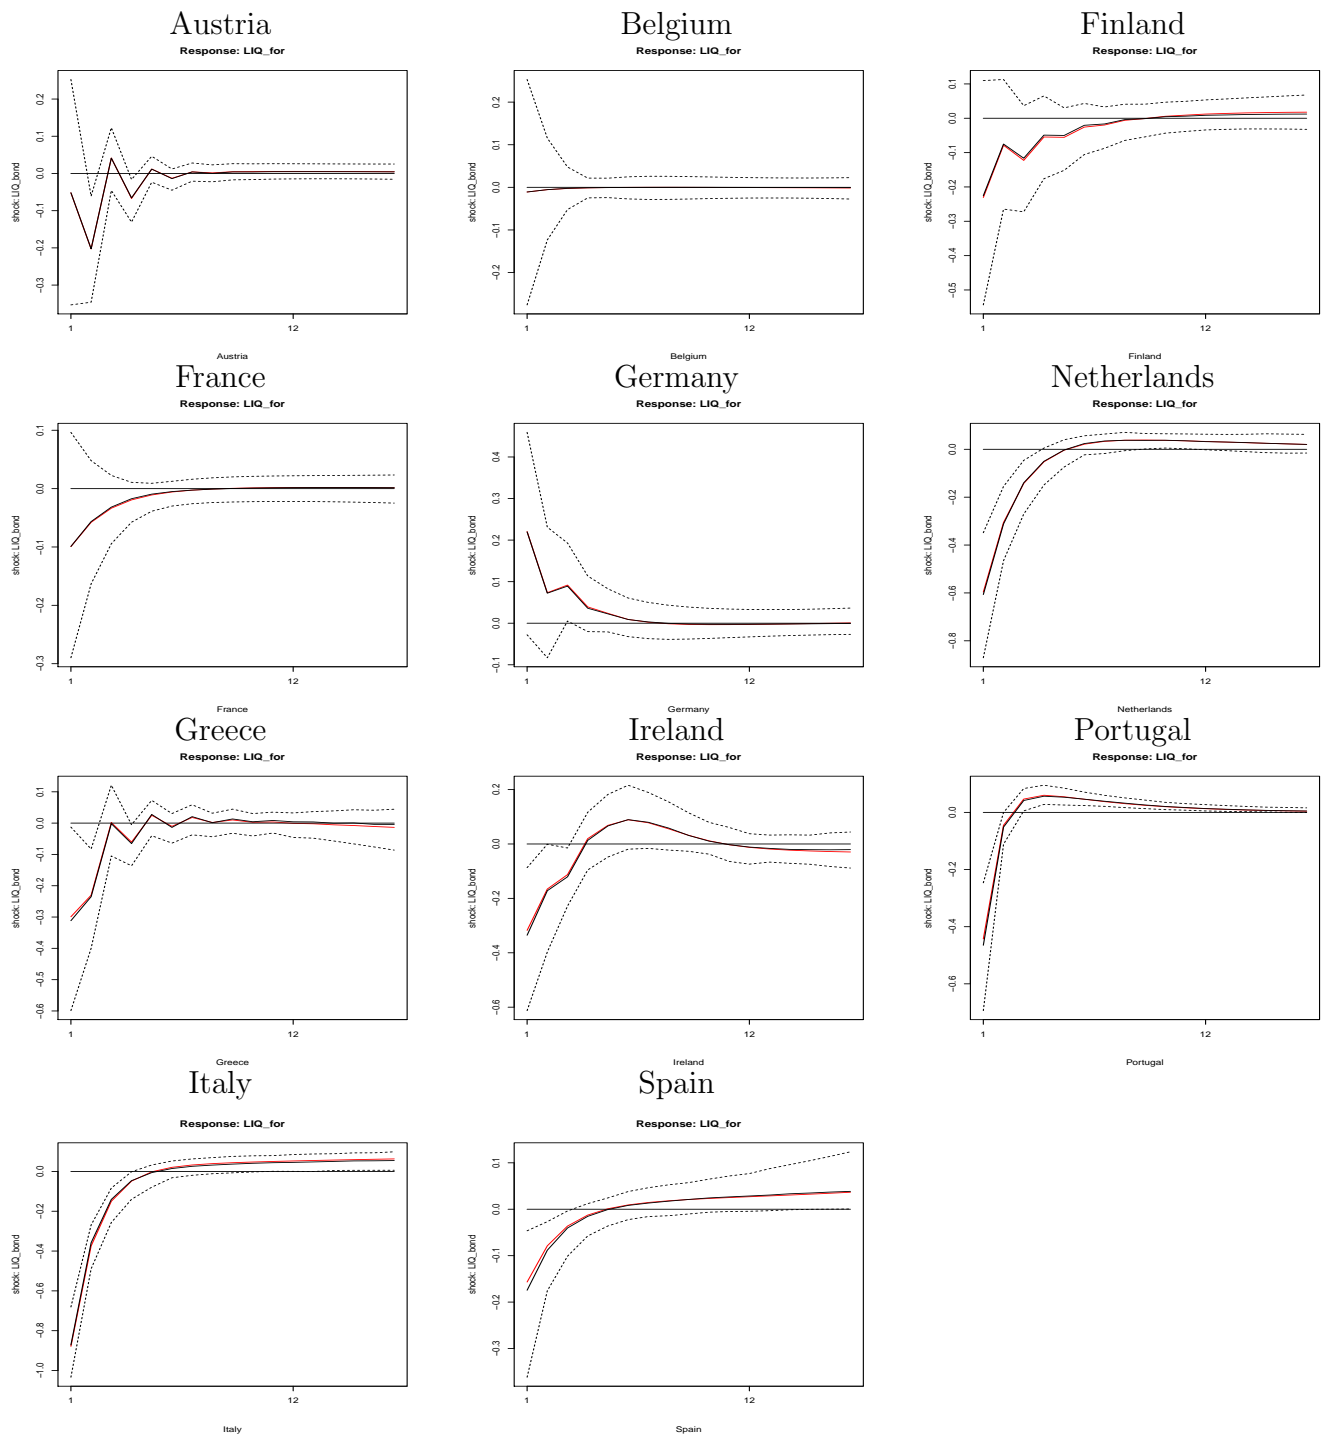 Austria
Belgium
Finland
Response: LIQ_for
Response: LIQ_for
Response: LIQ_for
shock: LIQ_bond
0.2
0.1
0.0
−0.1
−0.2
−0.3
1
12
Austria
shock: LIQ_bond
0.2
0.1
0.0
−0.1
−0.2
1
12
Belgium
shock: LIQ_bond
0.1
0.0
−0.1
−0.2
−0.3
−0.4
−0.5
1
12
Finland
France
Germany
Netherlands
Response: LIQ_for
Response: LIQ_for
Response: LIQ_for
shock: LIQ_bond
0.1
0.0
−0.1
−0.2
−0.3
1
12
France
shock: LIQ_bond
0.4
0.3
0.2
0.1
0.0
−0.1
1
12
Germany
shock: LIQ_bond
0.0
−0.2
−0.4
−0.6
−0.8
1
12
Netherlands
Greece
Ireland
Portugal
Response: LIQ_for
Response: LIQ_for
Response: LIQ_for
shock: LIQ_bond
0.1
0.0
−0.1
−0.2
−0.3
−0.4
−0.5
−0.6
1
12
Greece
shock: LIQ_bond
0.2
0.0
−0.2
−0.4
−0.6
1
12
Ireland
shock: LIQ_bond
0.0
−0.2
−0.4
−0.6
1
12
Portugal
Italy
Spain
Response: LIQ_for
Response: LIQ_for
shock: LIQ_bond
0.0
−0.2
−0.4
−0.6
−0.8
−1.0
1
12
Italy
shock: LIQ_bond
0.1
0.0
−0.1
−0.2
−0.3
1
12
Spain